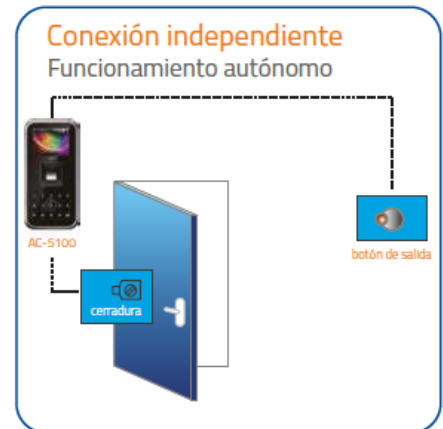 Conexión independiente
Funcionamiento autónomo
AC-5100
botón de salida
cerradura